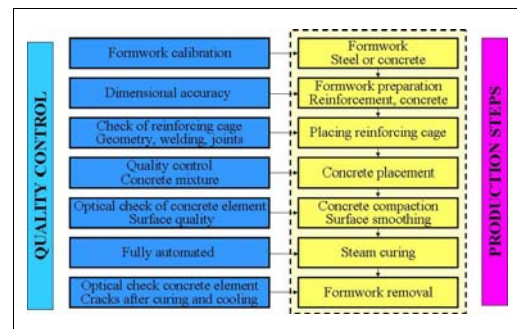 QUALITY CONTROL
Formwork calibration
Formwork
Steel or concrete
Dimensional accuracy
Formwork preparation
Reinforcement, concrete
Check of reinforcing cage
Geometry, welding, joints
Placing reinforcing cage
Quality control
Concrete mixture
Concrete placement
Optical check of concrete element
Surface quality
Concrete compaction
Surface smoothing
Fully automated
Steam curing
Optical check concrete element
Cracks after curing and cooling
Formwork removal
PRODUCTION STEPS